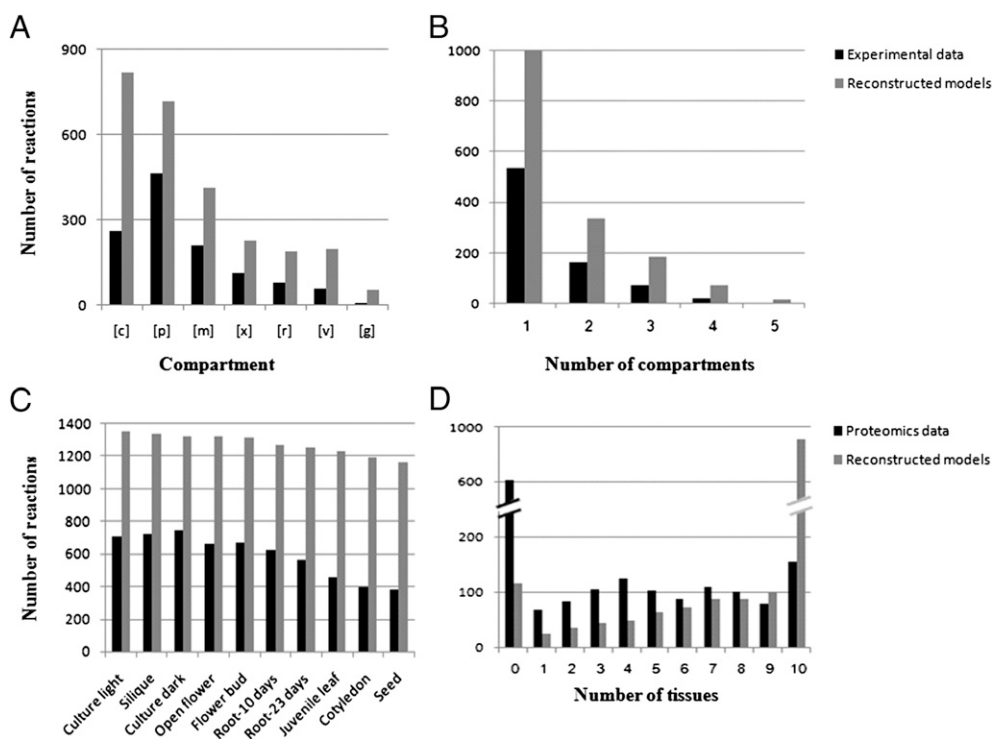 A
900
600
300
0
Number of reactions
[c] [p] [m] [x] [r] [v] [g]
Compartment
B
1000
800
600
400
200
0
1 2 3 4 5
Number of compartments
Experimental data
Reconstructed models
C
1400
1200
1000
800
600
400
200
0
Number of reactions
Culture light
Silique
Culture dark
Open flower
Flower bud
Root-10 days
Root-23 days
Juvenile leaf
Cotyledon
Seed
D
1000
600
200
100
0
0 1 2 3 4 5 6 7 8 9 10
Number of tissues
Proteomics data
Reconstructed models